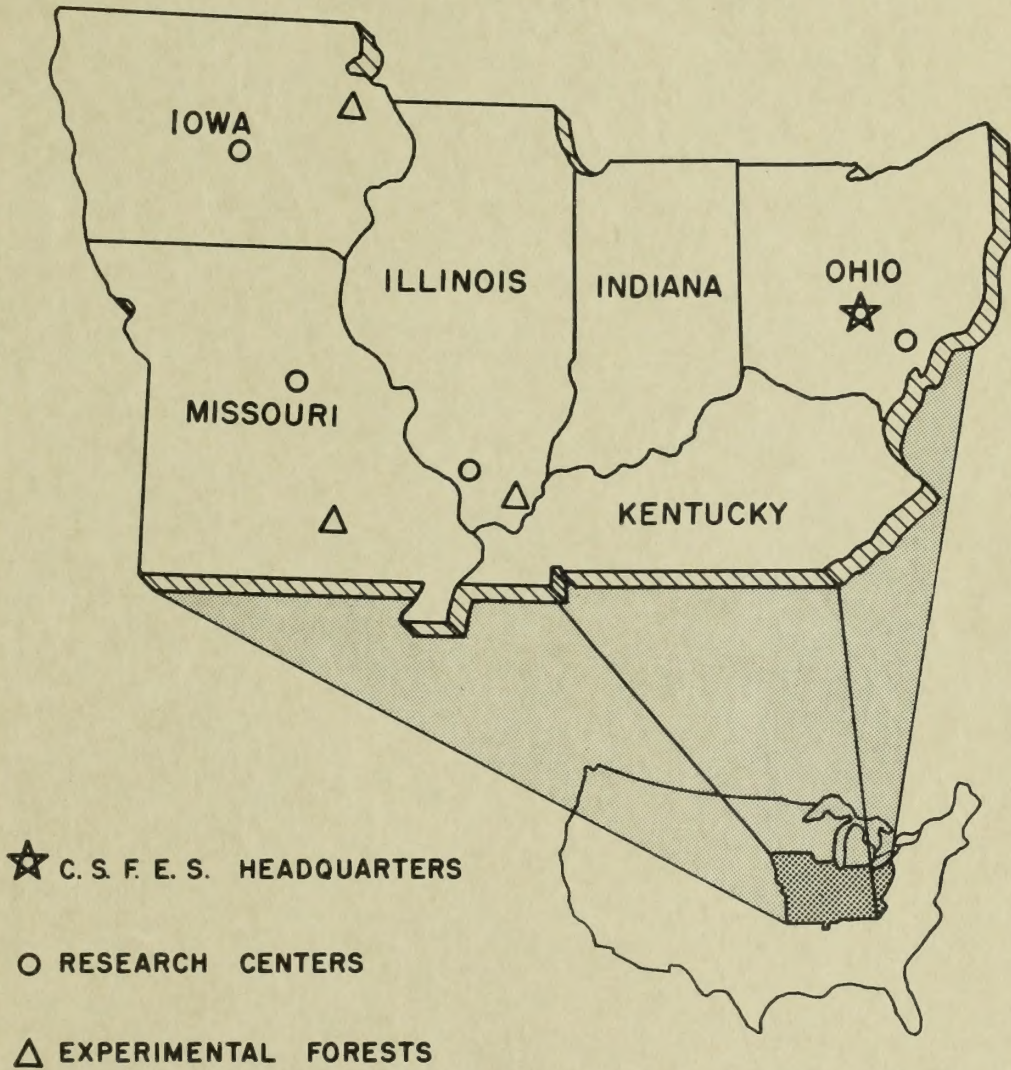 IOWA
ILLINOIS
INDIANA
OHIO
MISSOURI
KENTUCKY
C. S. F. E. S. HEADQUARTERS
RESEARCH CENTERS
EXPERIMENTAL FORESTS